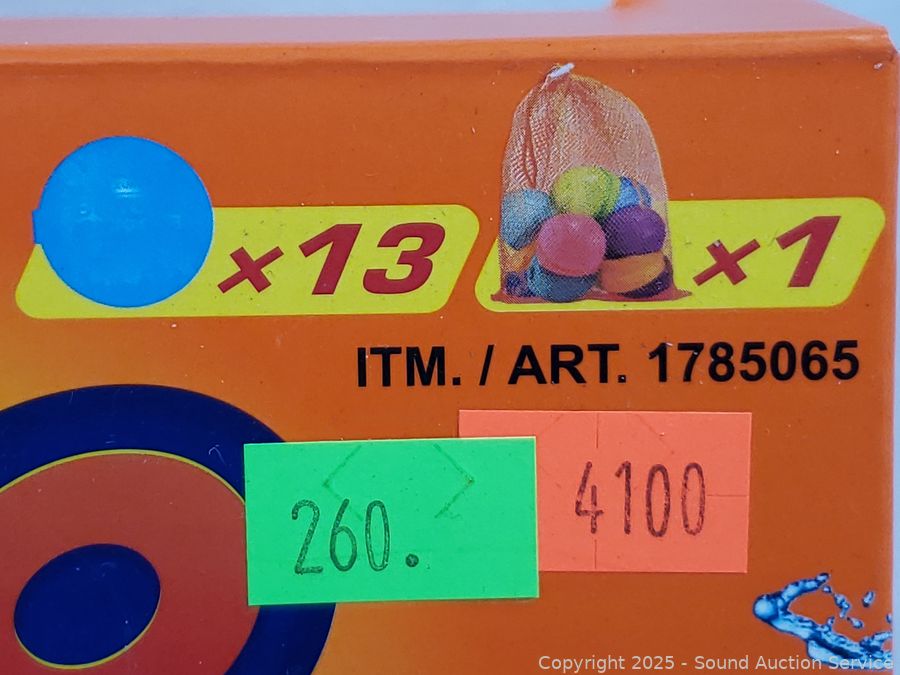 ×13 ×1
ITM. / ART. 1785065
260. 4100
Copyright 2025 - Sound Auction Service